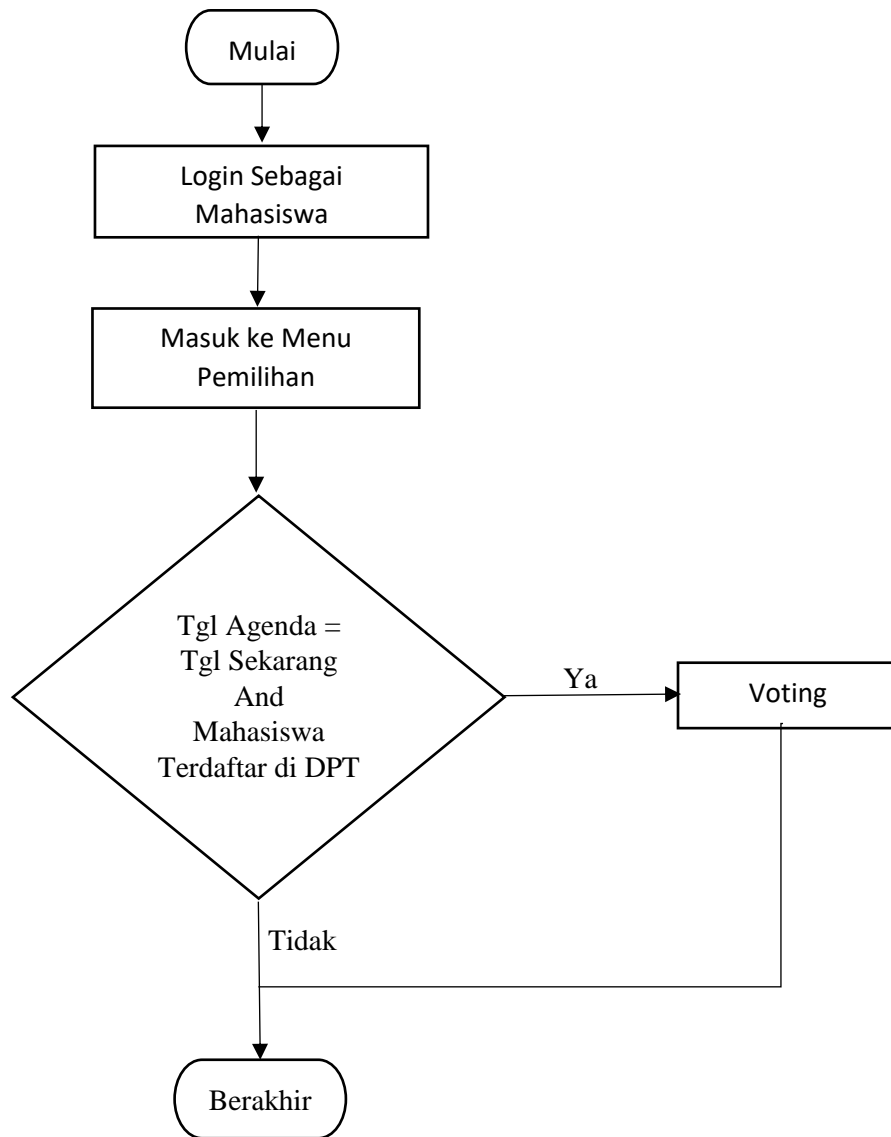 Mulai
Login Sebagai
Mahasiswa
Masuk ke Menu
Pemilihan
Tgl Agenda =
Tgl Sekarang
And
Mahasiswa
Terdaftar di DPT
Ya
Voting
Tidak
Berakhir